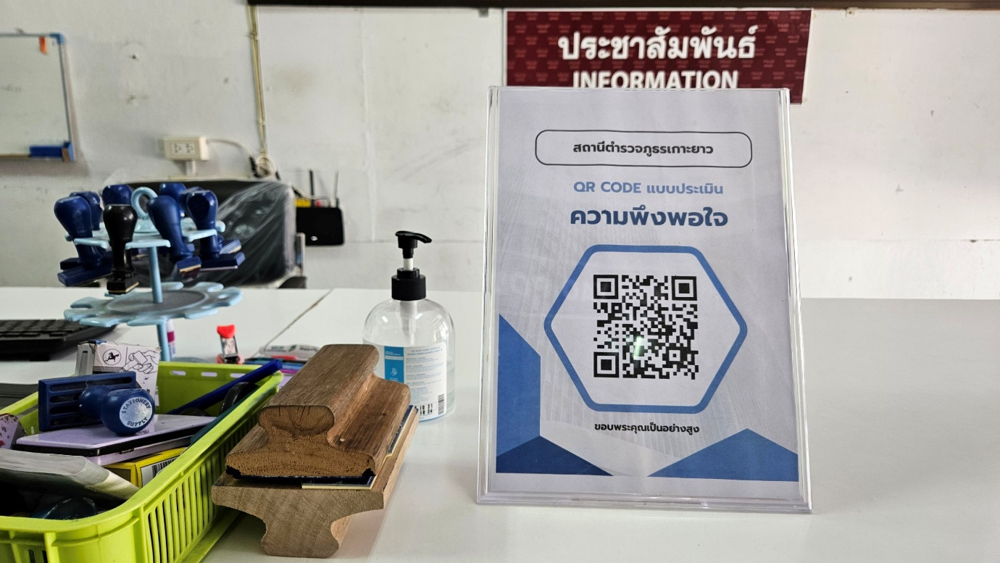 ประชาสัมพันธ์
INFORMATION
สถานีตำรวจภูธรเกาะยาว
QR CODE แบบประเมิน
ความพึงพอใจ
ขอบพระคุณเป็นอย่างสูง
STATIONERY
SUPPLY